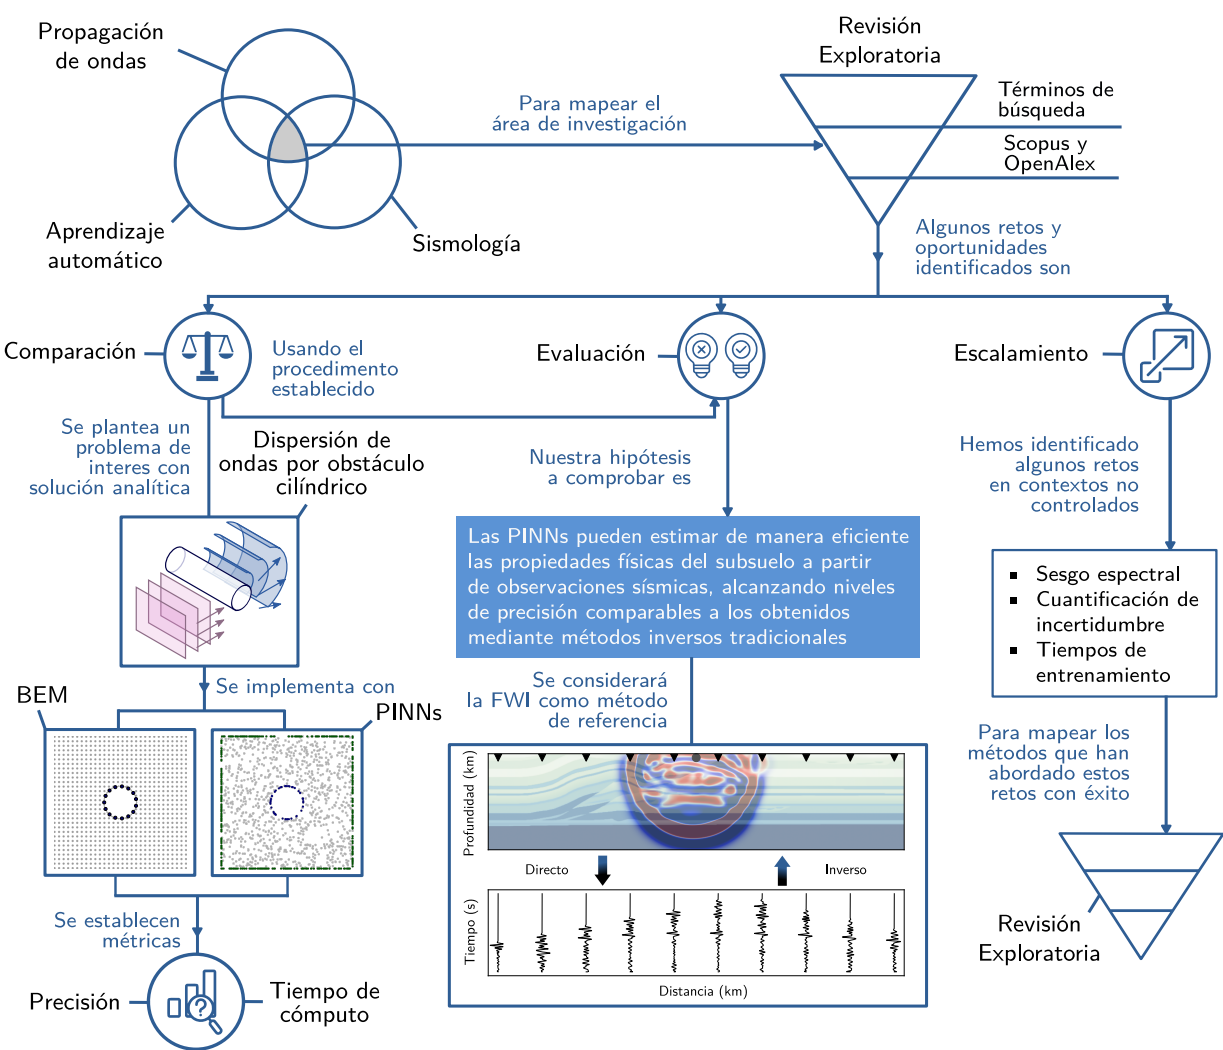 Propagación
de ondas
Aprendizaje
automático
Sismología
Para mapear el
área de investigación
Revisión
Exploratoria
Términos de
búsqueda
Scopus y
OpenAlex
Algunos retos y
oportunidades
identificados son
Comparación
Usando el
procedimento
establecido
Evaluación
Escalamiento
Se plantea un
problema de
interes con
solución analítica
Dispersión de
ondas por obstáculo
cilíndrico
Se implementa con
BEM
PINNs
Se establecen
métricas
Precisión
?
Tiempo de
cómputo
Nuestra hipótesis
a comprobar es
Las PINNs pueden estimar de manera eficiente
las propiedades físicas del subsuelo a partir
de observaciones sísmicas, alcanzando niveles
de precisión comparables a los obtenidos
mediante métodos inversos tradicionales
Se considerará
la FWI como método
de referencia
Profundidad (km)
Directo
Inverso
Tiempo (s)
Distancia (km)
Hemos identificado
algunos retos
en contextos no
controlados
▪ Sesgo espectral
▪ Cuantificación de
incertidumbre
▪ Tiempos de
entrenamiento
Para mapear los
métodos que han
abordado estos
retos con éxito
Revisión
Exploratoria